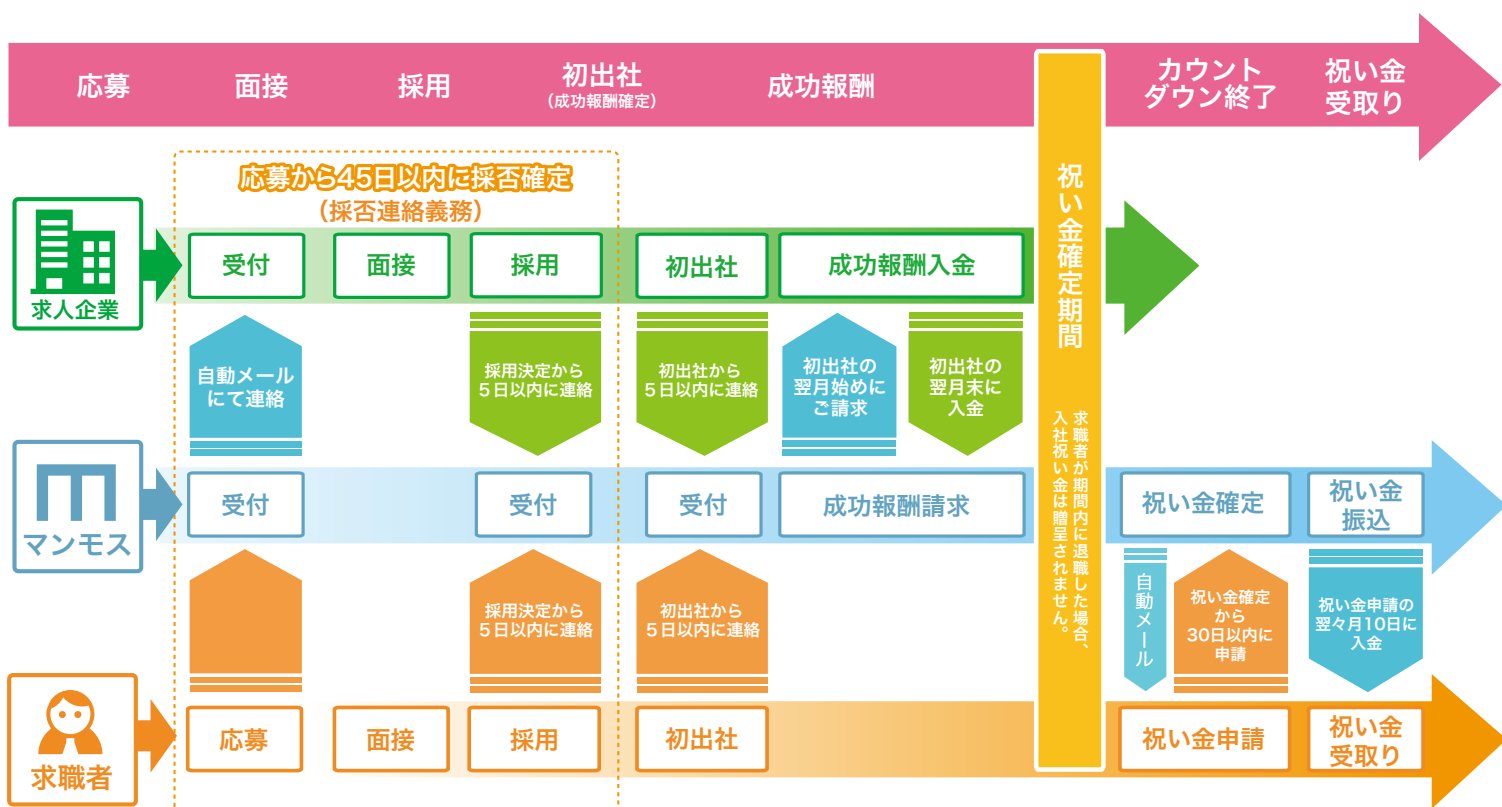 応募
面接
採用
初出社
(成功報酬確定)
成功報酬
カウント
ダウン終了
祝い金
受取り
応募から45日以内に採否確定
(採否連絡義務)
求人企業
受付
面接
採用
初出社
成功報酬入金
自動メール
にて連絡
採用決定から
5日以内に連絡
初出社から
5日以内に連絡
初出社の
翌月始めに
ご請求
初出社の
翌月末に
入金
祝い金確定期間
求職者が期間内に退職した場合、
入社祝い金は贈呈されません。
マンモス
受付
受付
受付
成功報酬請求
祝い金確定
祝い金
振込
採用決定から
5日以内に連絡
初出社から
5日以内に連絡
自動メール
祝い金確定
から
30日以内に
申請
祝い金申請の
翌々月10日に
入金
求職者
応募
面接
採用
初出社
祝い金申請
祝い金
受取り